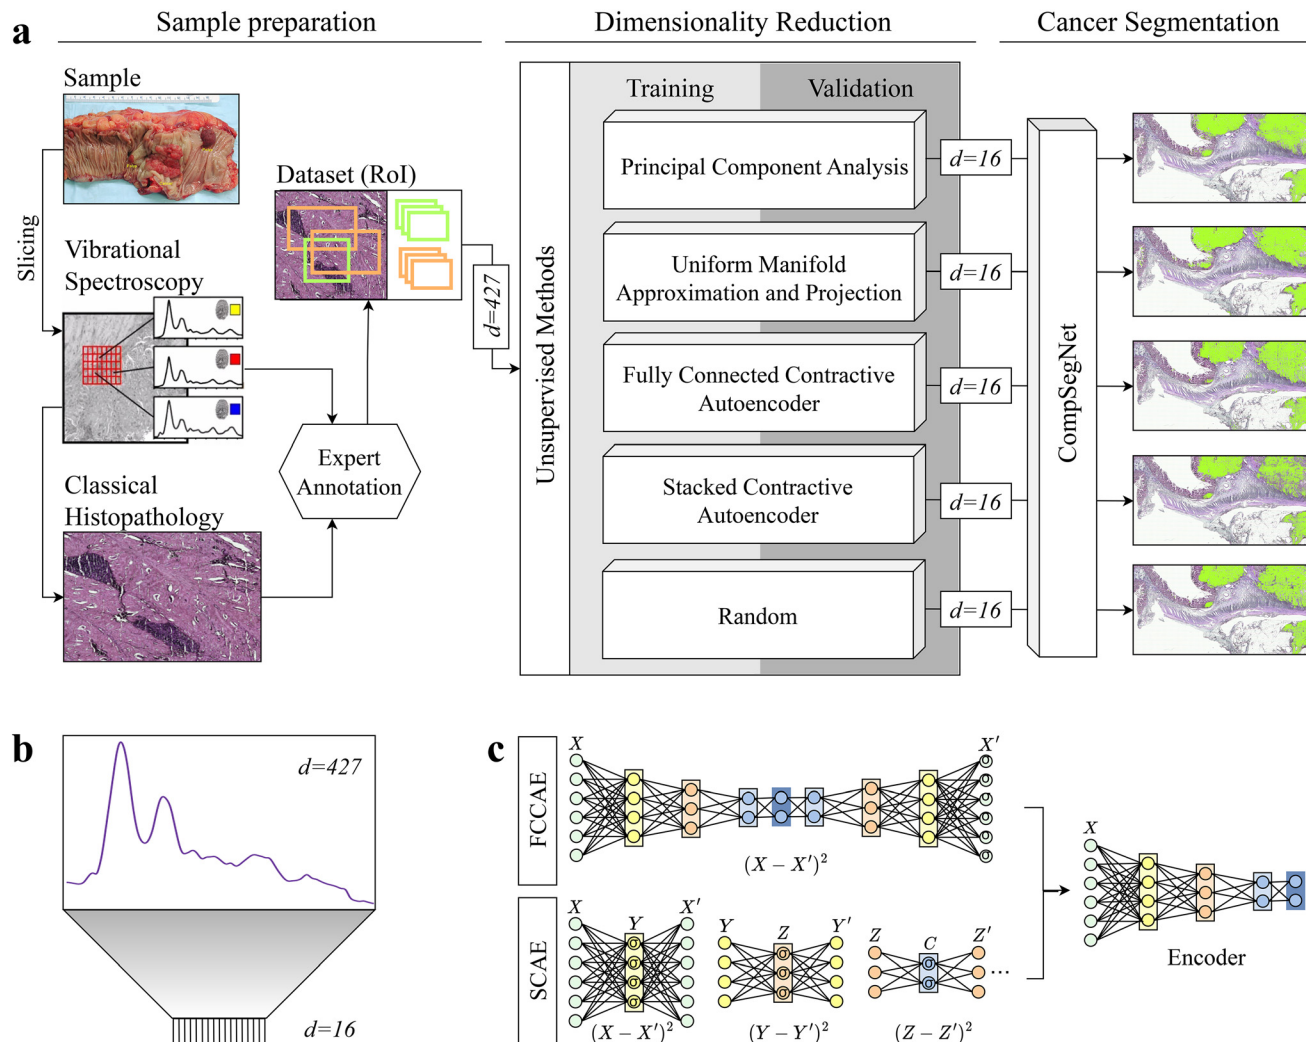 a
Sample preparation
Dimensionality Reduction
Cancer Segmentation
Sample
Slicing
Vibrational
Spectroscopy
Classical
Histopathology
Dataset (RoI)
Expert
Annotation
d=427
Unsupervised Methods
Training
Validation
Principal Component Analysis
d=16
Uniform Manifold
Approximation and Projection
d=16
Fully Connected Contractive
Autoencoder
d=16
Stacked Contractive
Autoencoder
d=16
Random
d=16
CompSegNet
b
d=427
d=16
c
FCCAE
X
X′
σ
σ
σ
σ
σ
σ
(X − X′)²
SCAE
X
Y
X′
σ
σ
σ
σ
(X − X′)²
Y
Z
Y′
σ
σ
σ
(Y − Y′)²
Z
C
Z′
σ
σ
...
(Z − Z′)²
X
Encoder